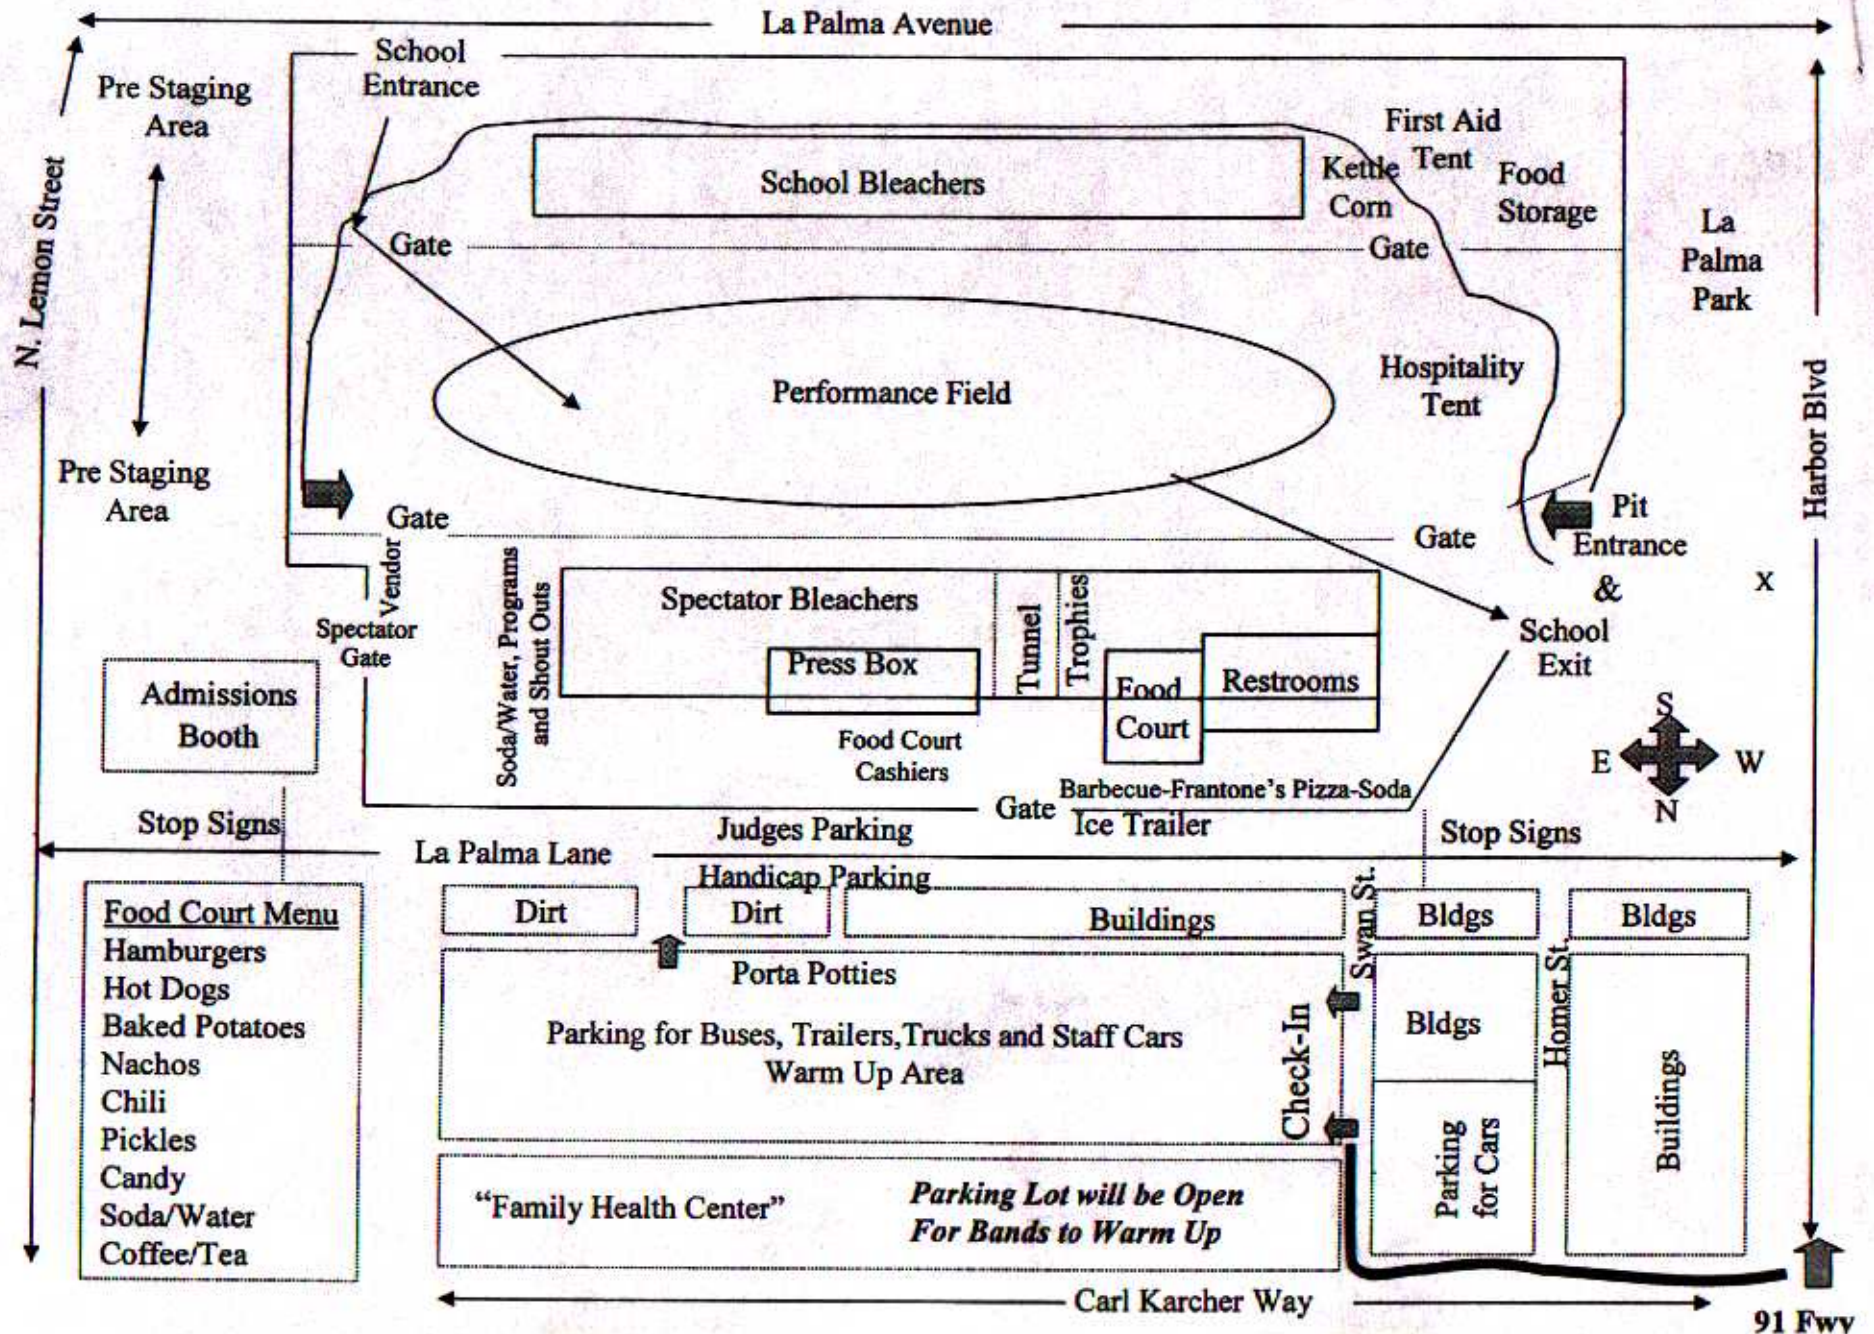 La Palma Avenue
School
Entrance
Pre Staging
Area
N. Lemon Street
First Aid
Tent
Kettle
Corn
Food
Storage
School Bleachers
La
Palma
Park
Gate
Gate
Performance Field
Hospitality
Tent
Harbor Blvd
Pre Staging
Area
Gate
Gate
Pit
Entrance
&
X
School
Exit
Vendor
Spectator
Gate
Soda/Water, Programs
and Shout Outs
Spectator Bleachers
Press Box
Tunnel
Trophies
Food
Court
Restrooms
Admissions
Booth
Food Court
Cashiers
S
E
W
N
Barbecue-Frantone's Pizza-Soda
Gate
Ice Trailer
Stop Signs
Judges Parking
Stop Signs
La Palma Lane
Handicap Parking
Food Court Menu
Hamburgers
Hot Dogs
Baked Potatoes
Nachos
Chili
Pickles
Candy
Soda/Water
Coffee/Tea
Dirt
Dirt
Buildings
Swan St.
Bldgs
Bldgs
Porta Potties
Parking for Buses, Trailers,Trucks and Staff Cars
Warm Up Area
Check-In
Bldgs
Homer St.
Parking
for Cars
Buildings
“Family Health Center”
Parking Lot will be Open
For Bands to Warm Up
Carl Karcher Way
91 Fwy